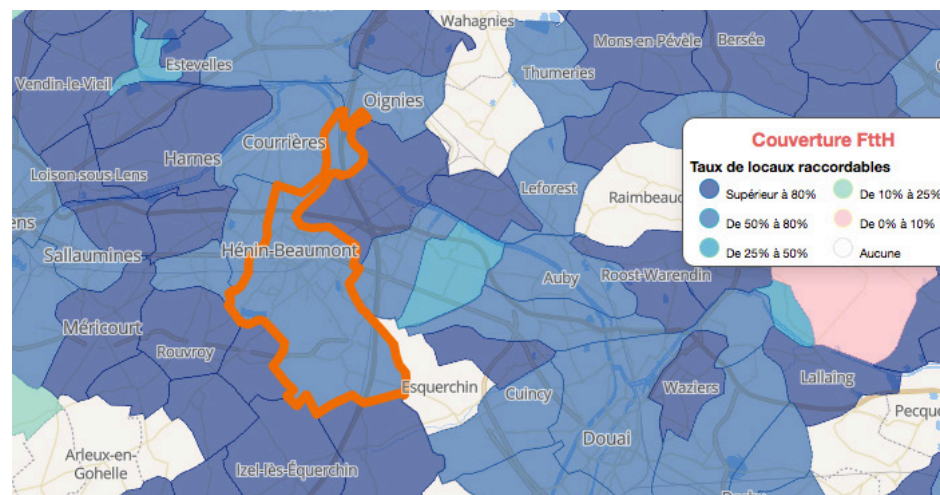 Wahagnies
Mons-en-Pévèle
Bersée
Estevelles
Thumeries
Vendin-le-Vieil
Oignies
Courrières
Couverture FttH
Harnes
Taux de locaux raccordables
Loison-sous-Lens
Leforest
Raimbeauc
Supérieur à 80%
De 10% à 25%
De 50% à 80%
De 0% à 10%
De 25% à 50%
Aucune
ens
Sallaumines
Hénin-Beaumont
Auby
Roost-Warendin
Méricourt
Rouvroy
Esquerchin
Cuincy
Waziers
Lallaing
Pecque
Douai
Arleux-en-
Gohelle
Izel-lès-Équerchin